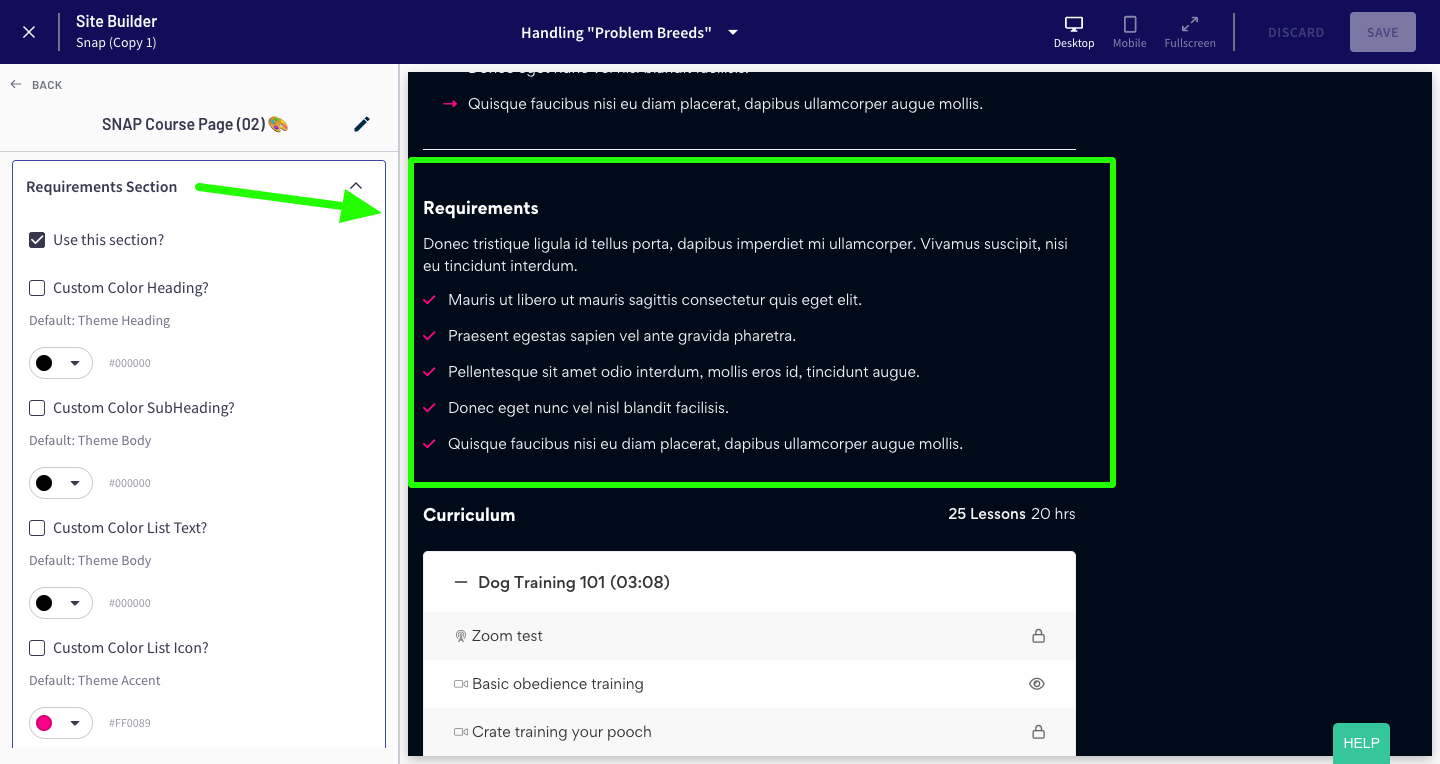 Site Builder
Snap (Copy 1)
Handling "Problem Breeds"
Desktop
Mobile
Fullscreen
DISCARD
SAVE
BACK
SNAP Course Page (02)🎨
Requirements Section
Use this section?
Custom Color Heading?
Default: Theme Heading
#000000
Custom Color SubHeading?
Default: Theme Body
#000000
Custom Color List Text?
Default: Theme Body
#000000
Custom Color List Icon?
Default: Theme Accent
#FF0089
Donec eget nunc vel nisl blandit facilisis.
Quisque faucibus nisi eu diam placerat, dapibus ullamcorper augue mollis.
Requirements
Donec tristique ligula id tellus porta, dapibus imperdiet mi ullamcorper. Vivamus suscipit, nisi
eu tincidunt interdum.
Mauris ut libero ut mauris sagittis consectetur quis eget elit.
Praesent egestas sapien vel ante gravida pharetra.
Pellentesque sit amet odio interdum, mollis eros id, tincidunt augue.
Donec eget nunc vel nisl blandit facilisis.
Quisque faucibus nisi eu diam placerat, dapibus ullamcorper augue mollis.
Curriculum
25 Lessons 20 hrs
Dog Training 101 (03:08)
Zoom test
Basic obedience training
Crate training your pooch
HELP